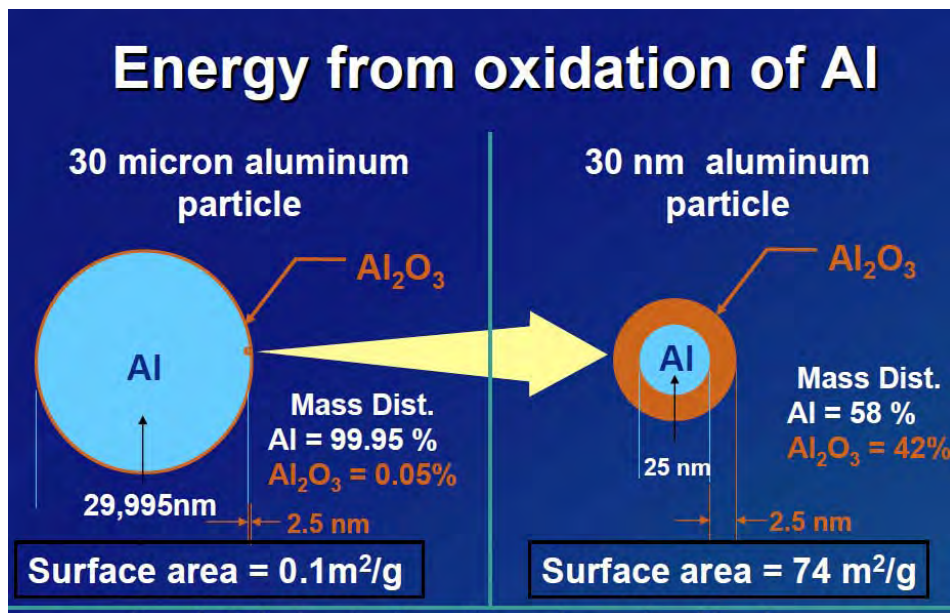 Energy from oxidation of Al
30 micron aluminum
particle
Al₂O₃
Al
Mass Dist.
Al = 99.95 %
Al₂O₃ = 0.05%
29,995nm
2.5 nm
Surface area = 0.1m²/g
30 nm  aluminum
particle
Al₂O₃
Al
Mass Dist.
Al = 58 %
Al₂O₃ = 42%
25 nm
2.5 nm
Surface area = 74 m²/g